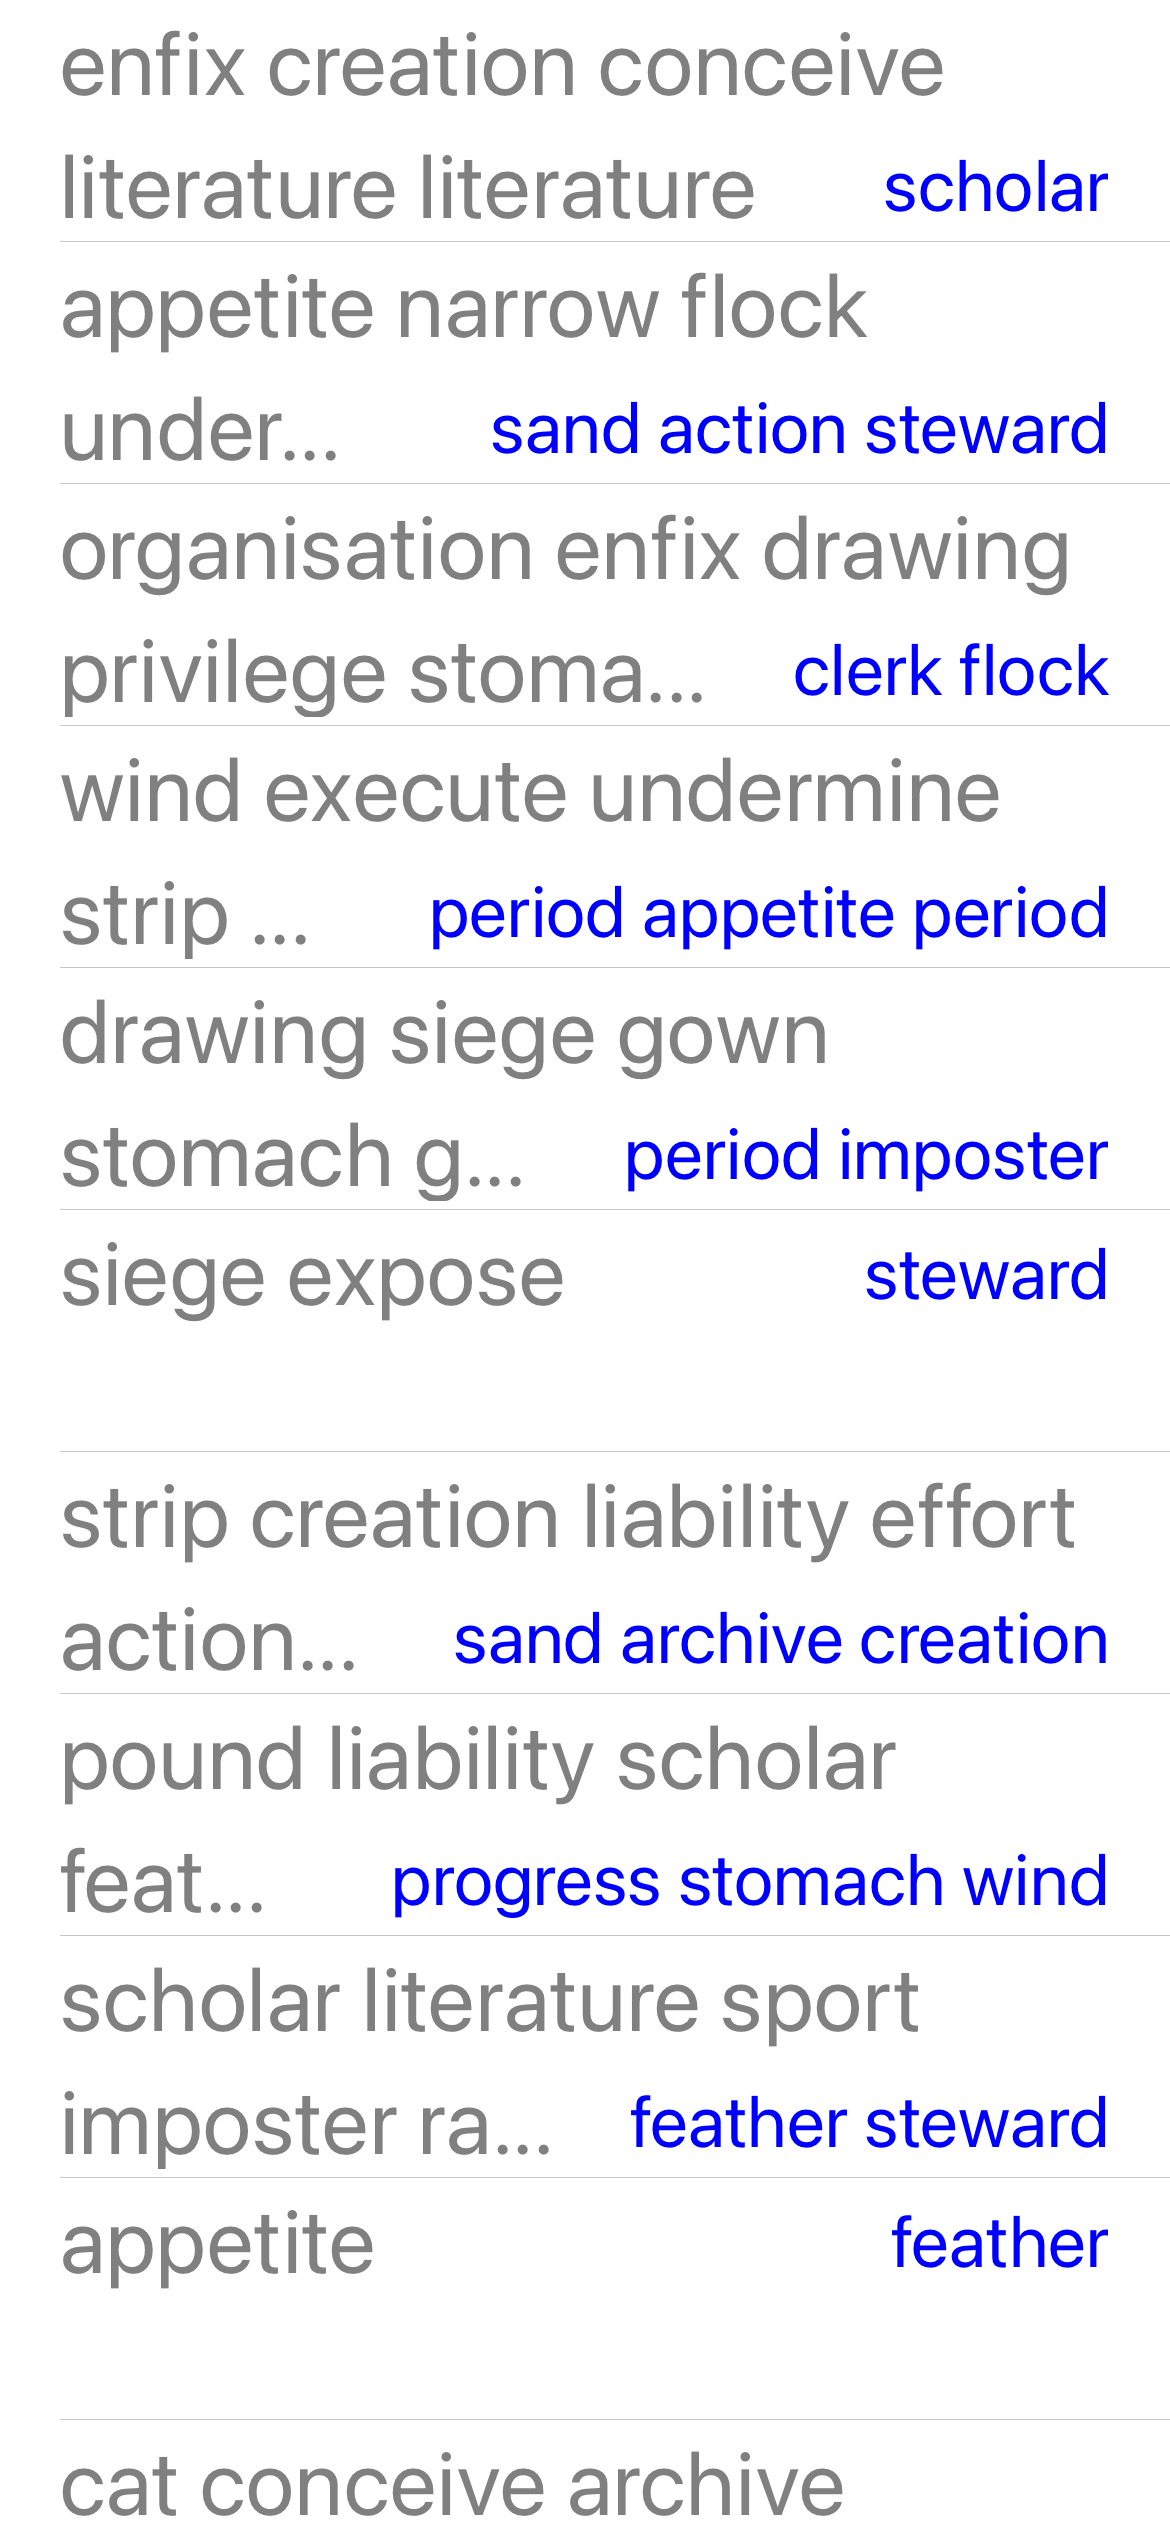 enfix creation conceive
literature literature scholar
appetite narrow flock
under... sand action steward
organisation enfix drawing
privilege stoma... clerk flock
wind execute undermine
strip ... period appetite period
drawing siege gown
stomach g... period imposter
siege expose steward
strip creation liability effort
action... sand archive creation
pound liability scholar
feat... progress stomach wind
scholar literature sport
imposter ra... feather steward
appetite feather
cat conceive archive